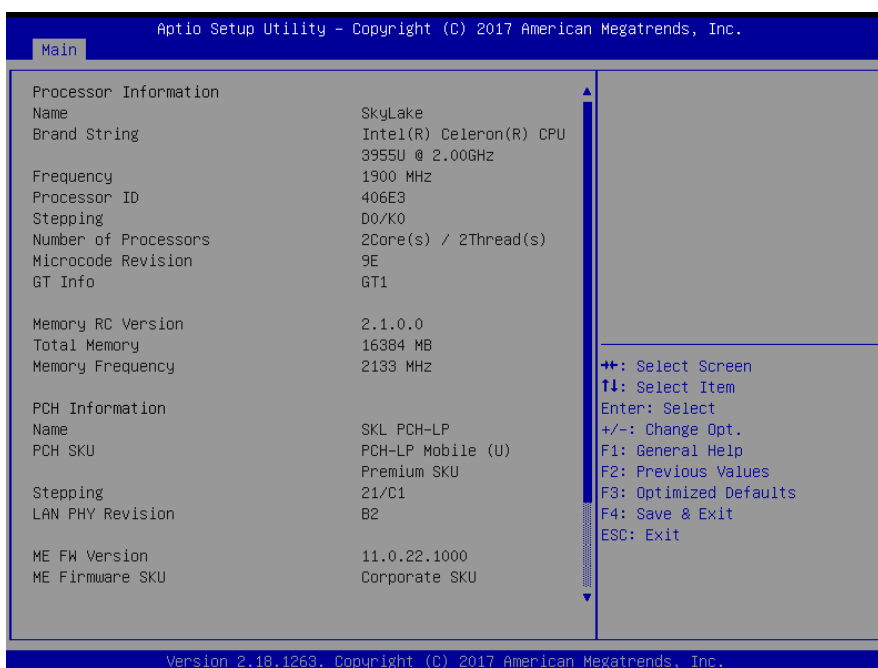 Aptio Setup Utility – Copyright (C) 2017 American Megatrends, Inc.
Main
Processor Information
Name SkyLake
Brand String Intel(R) Celeron(R) CPU
3955U @ 2.00GHz
Frequency 1900 MHz
Processor ID 406E3
Stepping D0/K0
Number of Processors 2Core(s) / 2Thread(s)
Microcode Revision 9E
GT Info GT1
Memory RC Version 2.1.0.0
Total Memory 16384 MB
Memory Frequency 2133 MHz
PCH Information
Name SKL PCH-LP
PCH SKU PCH-LP Mobile (U)
Premium SKU
Stepping 21/C1
LAN PHY Revision B2
ME FW Version 11.0.22.1000
ME Firmware SKU Corporate SKU
→←: Select Screen
↑↓: Select Item
Enter: Select
+/-: Change Opt.
F1: General Help
F2: Previous Values
F3: Optimized Defaults
F4: Save & Exit
ESC: Exit
Version 2.18.1263. Copyright (C) 2017 American Megatrends, Inc.